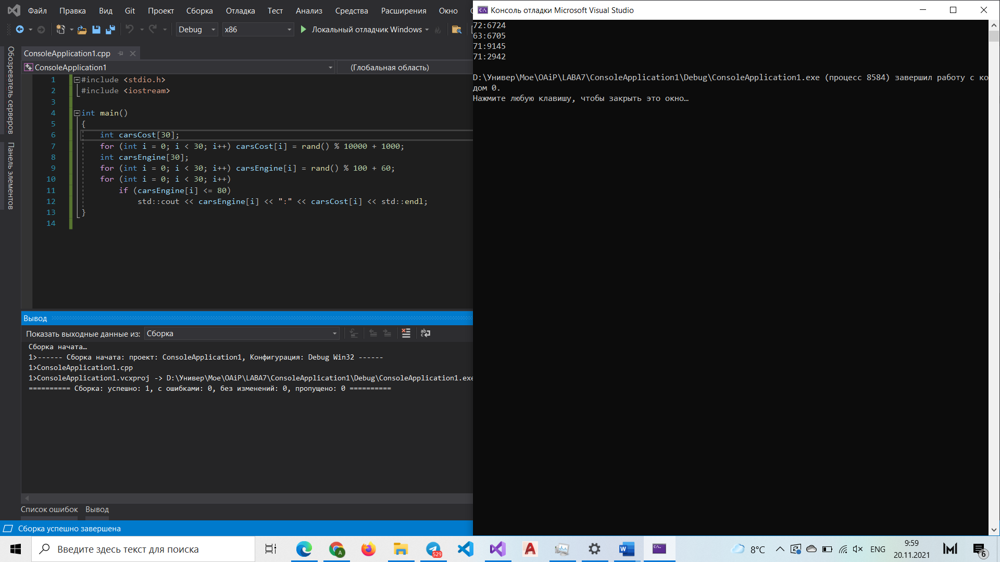 Файл Правка Вид Git Проект Сборка Отладка Тест Анализ Средства Расширения Окно
Debug x86 Локальный отладчик Windows
Обозреватель серверов
Панель элементов
ConsoleApplication1.cpp
ConsoleApplication1 (Глобальная область)
1 #include <stdio.h>
2 #include <iostream>
3
4 int main()
5 {
6 int carsCost[30];
7 for (int i = 0; i < 30; i++) carsCost[i] = rand() % 10000 + 1000;
8 int carsEngine[30];
9 for (int i = 0; i < 30; i++) carsEngine[i] = rand() % 100 + 60;
10 for (int i = 0; i < 30; i++)
11 if (carsEngine[i] <= 80)
12 std::cout << carsEngine[i] << ":" << carsCost[i] << std::endl;
13 }
14
Вывод
Показать выходные данные из: Сборка
Сборка начата…
1>------ Сборка начата: проект: ConsoleApplication1, Конфигурация: Debug Win32 ------
1>ConsoleApplication1.cpp
1>ConsoleApplication1.vcxproj -> D:\Универ\Мое\OAiP\LABA7\ConsoleApplication1\Debug\ConsoleApplication1.exe
========== Сборка: успешно: 1, с ошибками: 0, без изменений: 0, пропущено: 0 ==========
Список ошибок Вывод
Сборка успешно завершена
Консоль отладки Microsoft Visual Studio
72:6724
63:6705
71:9145
71:2942
D:\Универ\Мое\OAiP\LABA7\ConsoleApplication1\Debug\ConsoleApplication1.exe (процесс 8584) завершил работу с ко
дом 0.
Нажмите любую клавишу, чтобы закрыть это окно…
Введите здесь текст для поиска
529
8°C
ENG
9:59
20.11.2021
6